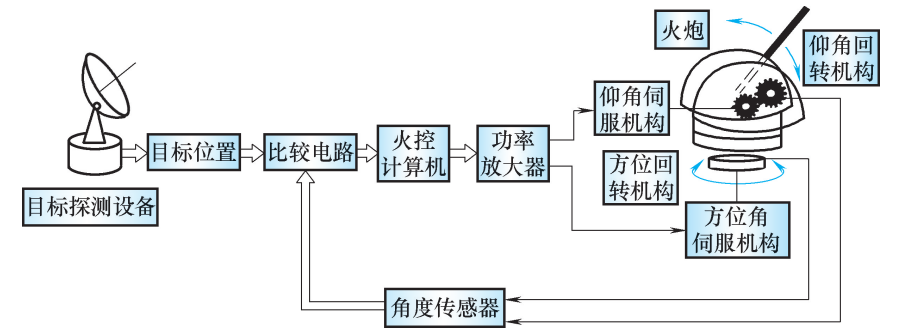 火炮
仰角回
转机构
仰角伺
服机构
目标位置
比较电路
火控
计算机
功率
放大器
方位回
转机构
目标探测设备
方位角
伺服机构
角度传感器